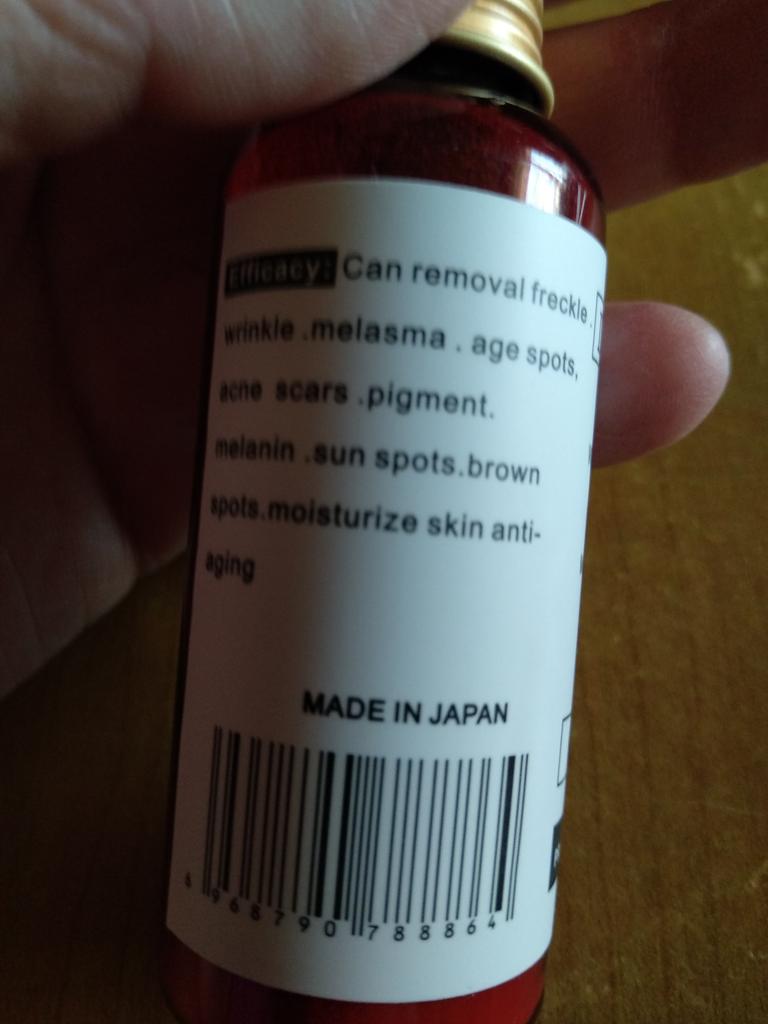 Efficacy: Can removal freckle.
wrinkle .melasma . age spots,
acne scars .pigment.
melanin .sun spots.brown
spots.moisturize skin anti-
aging
MADE IN JAPAN
6 968790 788864